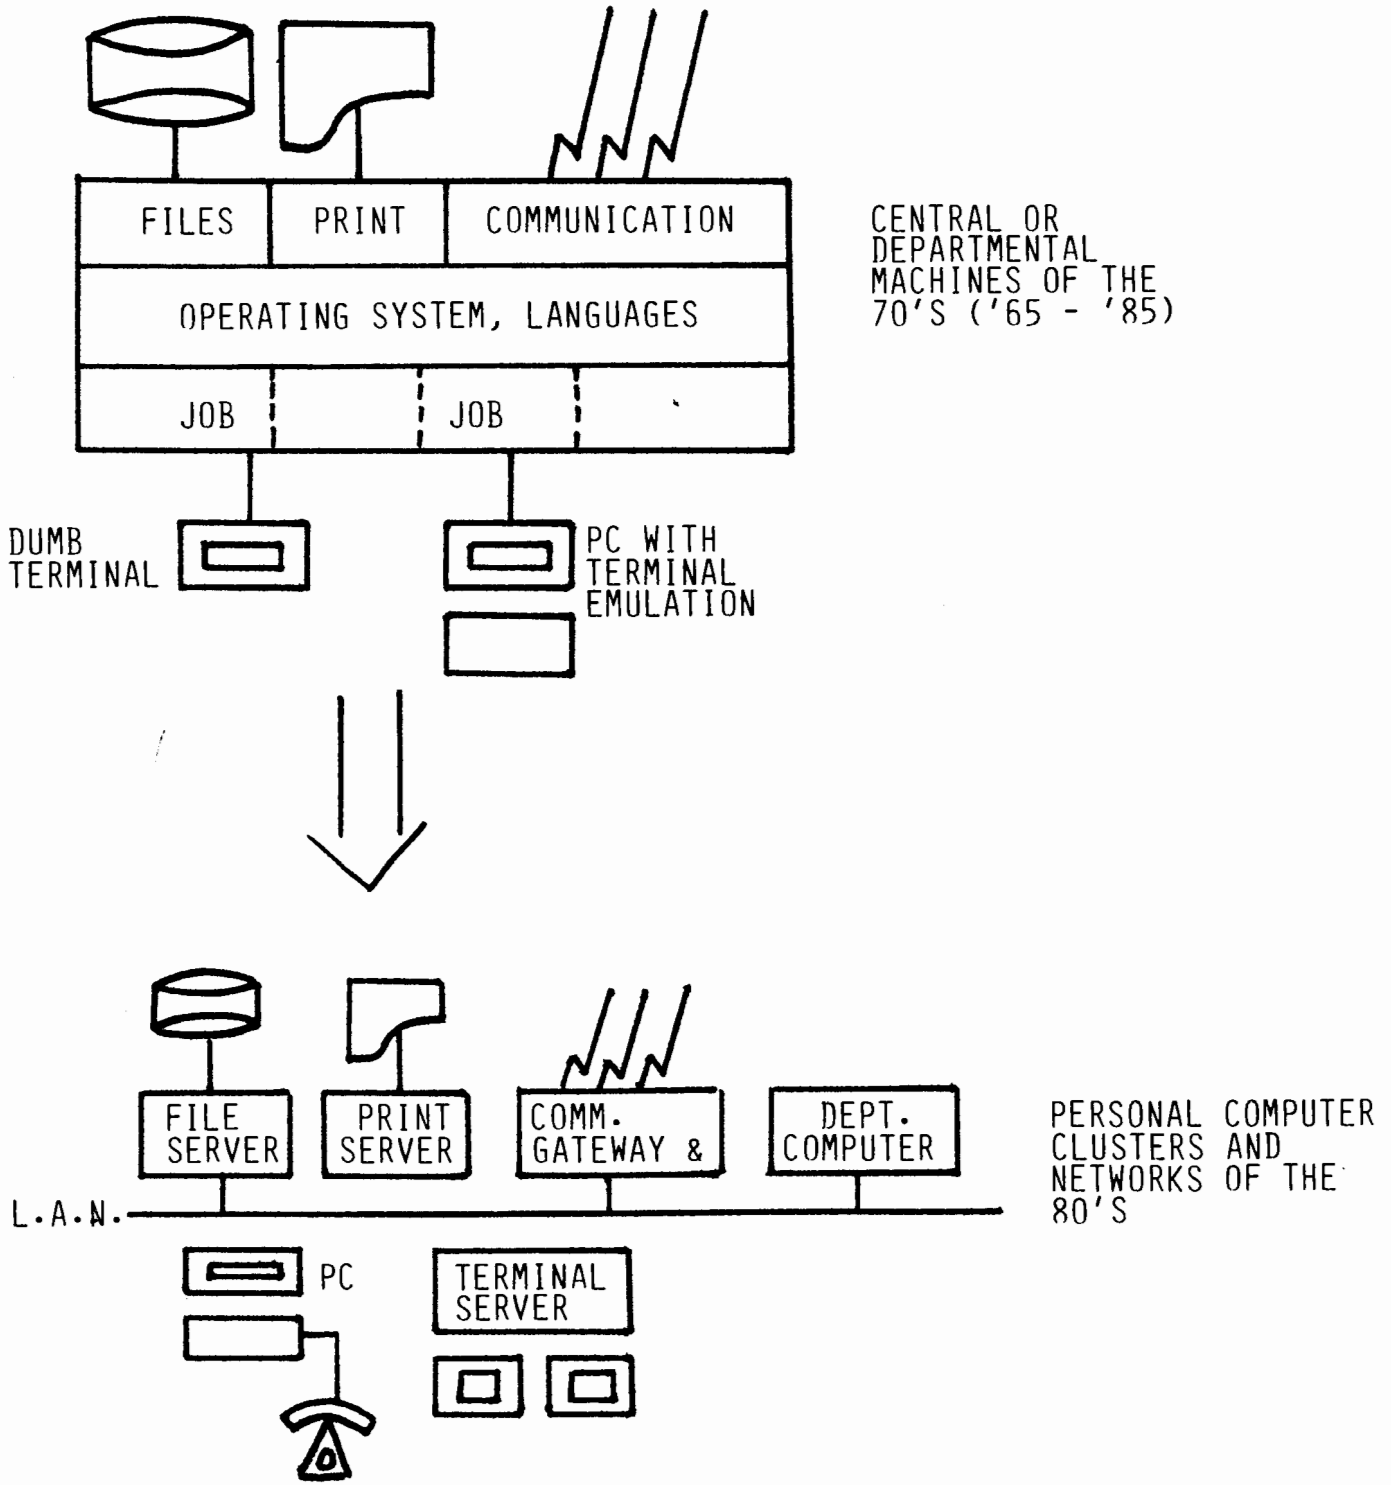 FILES
PRINT
COMMUNICATION
OPERATING SYSTEM, LANGUAGES
JOB
JOB
CENTRAL OR
DEPARTMENTAL
MACHINES OF THE
70'S ('65 - '85)
DUMB
TERMINAL
PC WITH
TERMINAL
EMULATION
FILE
SERVER
PRINT
SERVER
COMM.
GATEWAY &
DEPT.
COMPUTER
L.A.N.
PERSONAL COMPUTER
CLUSTERS AND
NETWORKS OF THE
80'S
PC
TERMINAL
SERVER